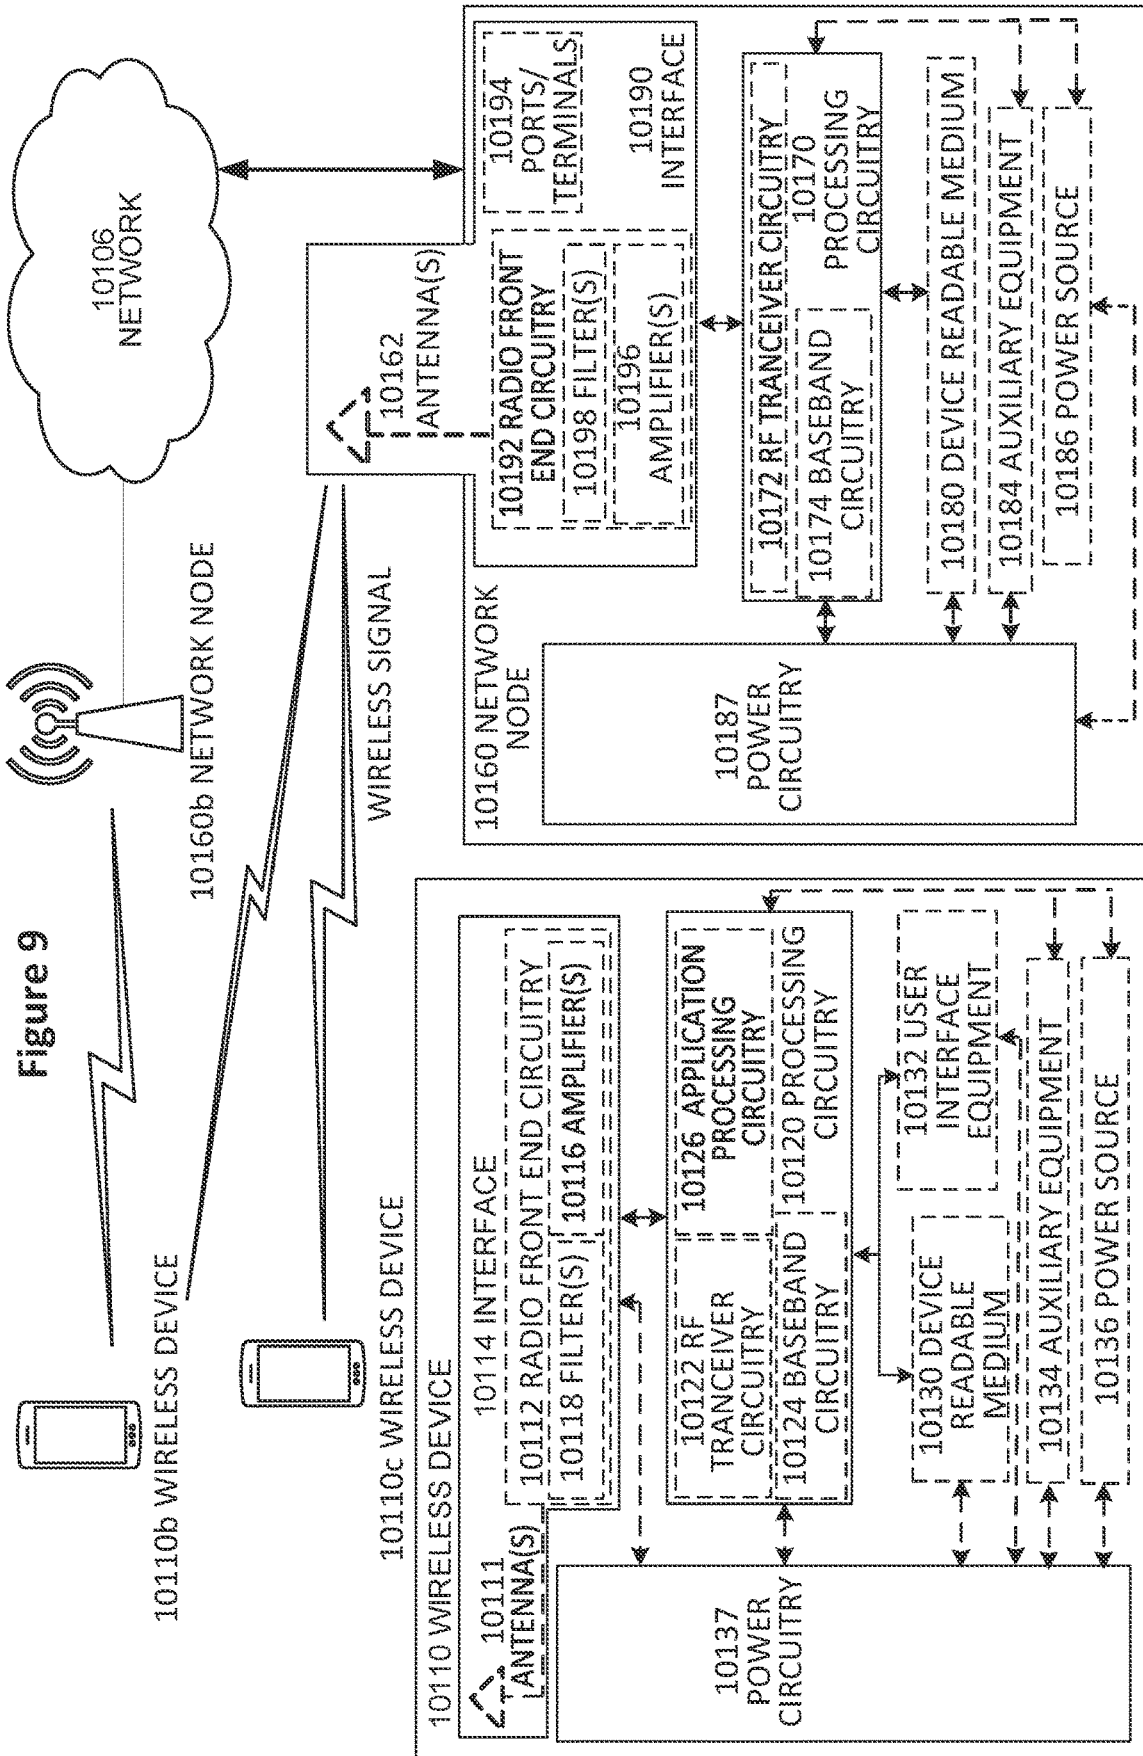 Figure 9
10106
NETWORK
10110b WIRELESS DEVICE
10160b NETWORK NODE
10110c WIRELESS DEVICE
WIRELESS SIGNAL
10110 WIRELESS DEVICE
10111
ANTENNA(S)
10114 INTERFACE
10112 RADIO FRONT END CIRCUITRY
10118 FILTER(S)
10116 AMPLIFIER(S)
10122 RF
TRANCEIVER
CIRCUITRY
10126 APPLICATION
PROCESSING
CIRCUITRY
10124 BASEBAND
CIRCUITRY
10120 PROCESSING
CIRCUITRY
10130 DEVICE
READABLE
MEDIUM
10132 USER
INTERFACE
EQUIPMENT
10134 AUXILIARY EQUIPMENT
10136 POWER SOURCE
10137
POWER
CIRCUITRY
10160 NETWORK
NODE
10162
ANTENNA(S)
10192 RADIO FRONT
END CIRCUITRY
10198 FILTER(S)
10196
AMPLIFIER(S)
10194
PORTS/
TERMINALS
10190
INTERFACE
10172 RF TRANCEIVER CIRCUITRY
10174 BASEBAND
CIRCUITRY
10170
PROCESSING
CIRCUITRY
10180 DEVICE READABLE MEDIUM
10184 AUXILIARY EQUIPMENT
10186 POWER SOURCE
10187
POWER
CIRCUITRY